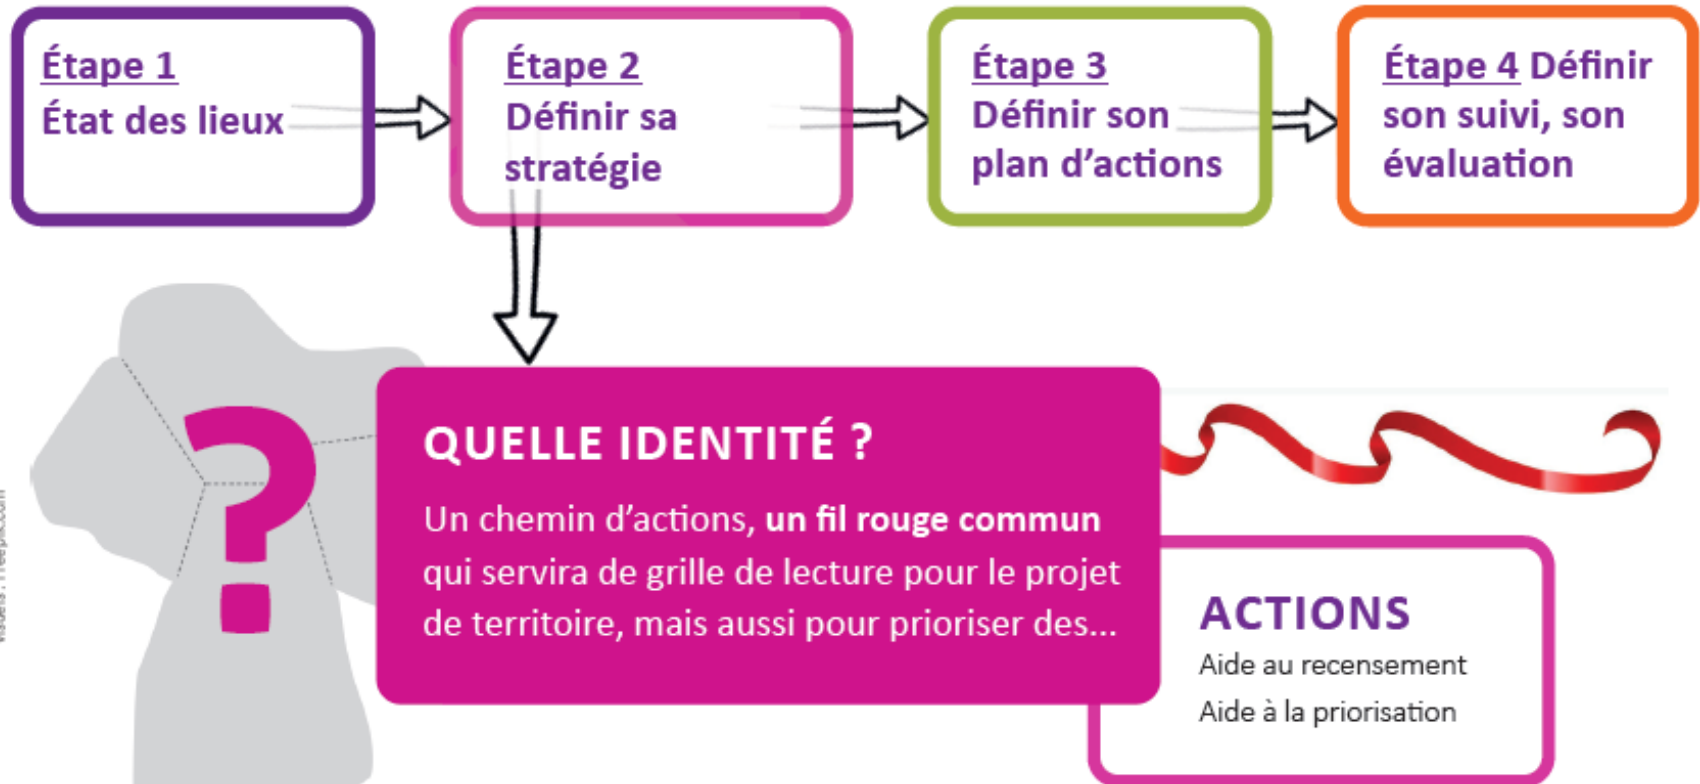 Étape 1
État des lieux
Étape 2
Définir sa
stratégie
Étape 3
Définir son
plan d'actions
Étape 4 Définir
son suivi, son
évaluation
QUELLE IDENTITÉ ?
Un chemin d'actions, un fil rouge commun
qui servira de grille de lecture pour le projet
de territoire, mais aussi pour prioriser des...
ACTIONS
Aide au recensement
Aide à la priorisation